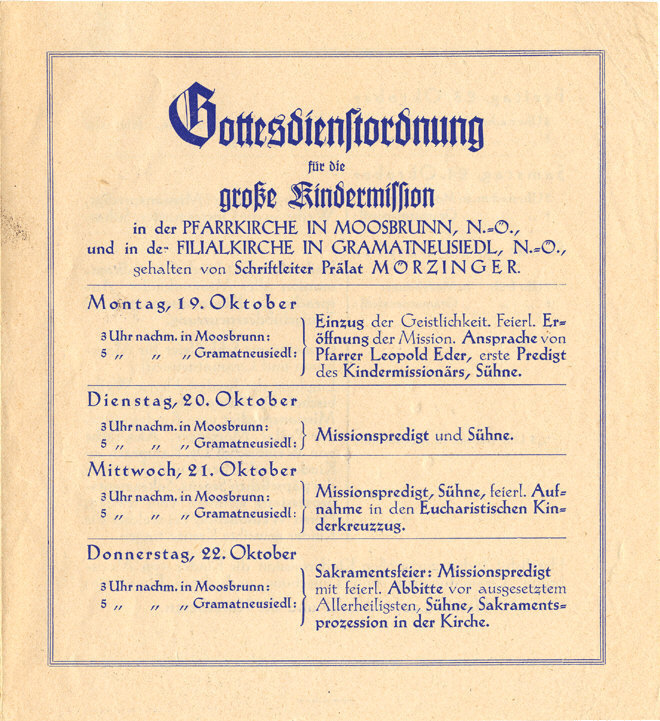 Gottesdienstordnung
für die
große Kindermission
in der PFARRKIRCHE IN MOOSBRUNN, N.=Ö.,
und in de- FILIALKIRCHE IN GRAMATNEUSIEDL, N.=Ö.,
gehalten von Schriftleiter Prälat MÖRZINGER.
Montag, 19. Oktober
3 Uhr nachm. in Moosbrunn:
5 ,, ,, ,, Gramatneusiedl:
Einzug der Geistlichkeit. Feierl. Er=
öffnung der Mission. Ansprache von
Pfarrer Leopold Eder, erste Predigt
des Kindermissionärs, Sühne.
Dienstag, 20. Oktober
3 Uhr nachm. in Moosbrunn:
5 ,, ,, ,, Gramatneusiedl:
Missionspredigt und Sühne.
Mittwoch, 21. Oktober
3 Uhr nachm. in Moosbrunn:
5 ,, ,, ,, Gramatneusiedl:
Missionspredigt, Sühne, feierl. Auf=
nahme in den Eucharistischen Kin=
derkreuzzug.
Donnerstag, 22. Oktober
3 Uhr nachm. in Moosbrunn:
5 ,, ,, ,, Gramatneusiedl:
Sakramentsfeier: Missionspredigt
mit feierl. Abbitte vor ausgesetztem
Allerheiligsten, Sühne, Sakraments=
prozession in der Kirche.